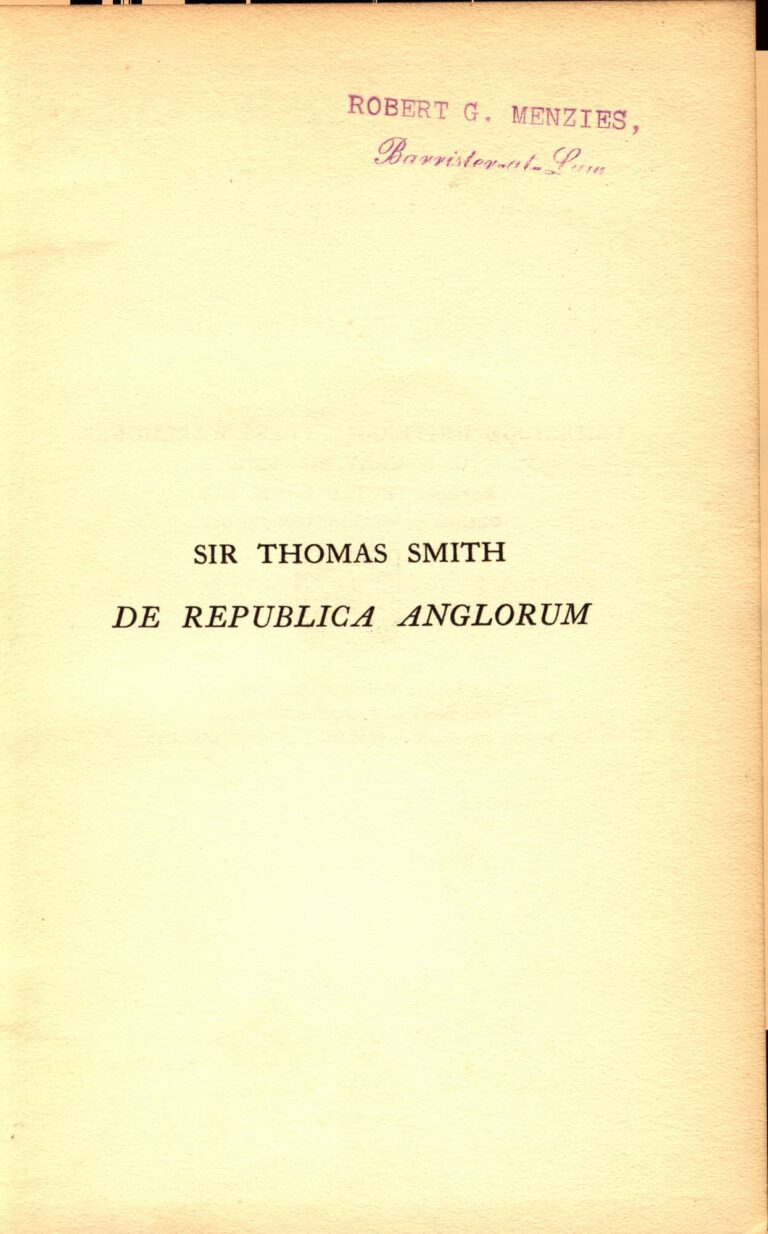 ROBERT G. MENZIES,
Barrister-at-Law
SIR THOMAS SMITH
DE REPUBLICA ANGLORUM